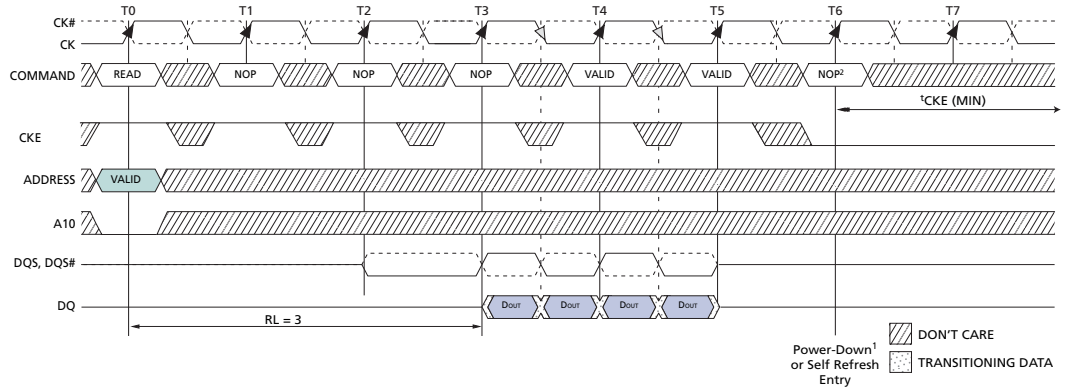 T0 T1 T2 T3 T4 T5 T6 T7
CK#
CK
COMMAND READ NOP NOP NOP VALID VALID NOP²
ᵗCKE (MIN)
CKE
ADDRESS VALID
A10
DQS, DQS#
DQ DOUT DOUT DOUT DOUT
RL = 3
Power-Down¹
or Self Refresh
Entry
DON'T CARE
TRANSITIONING DATA